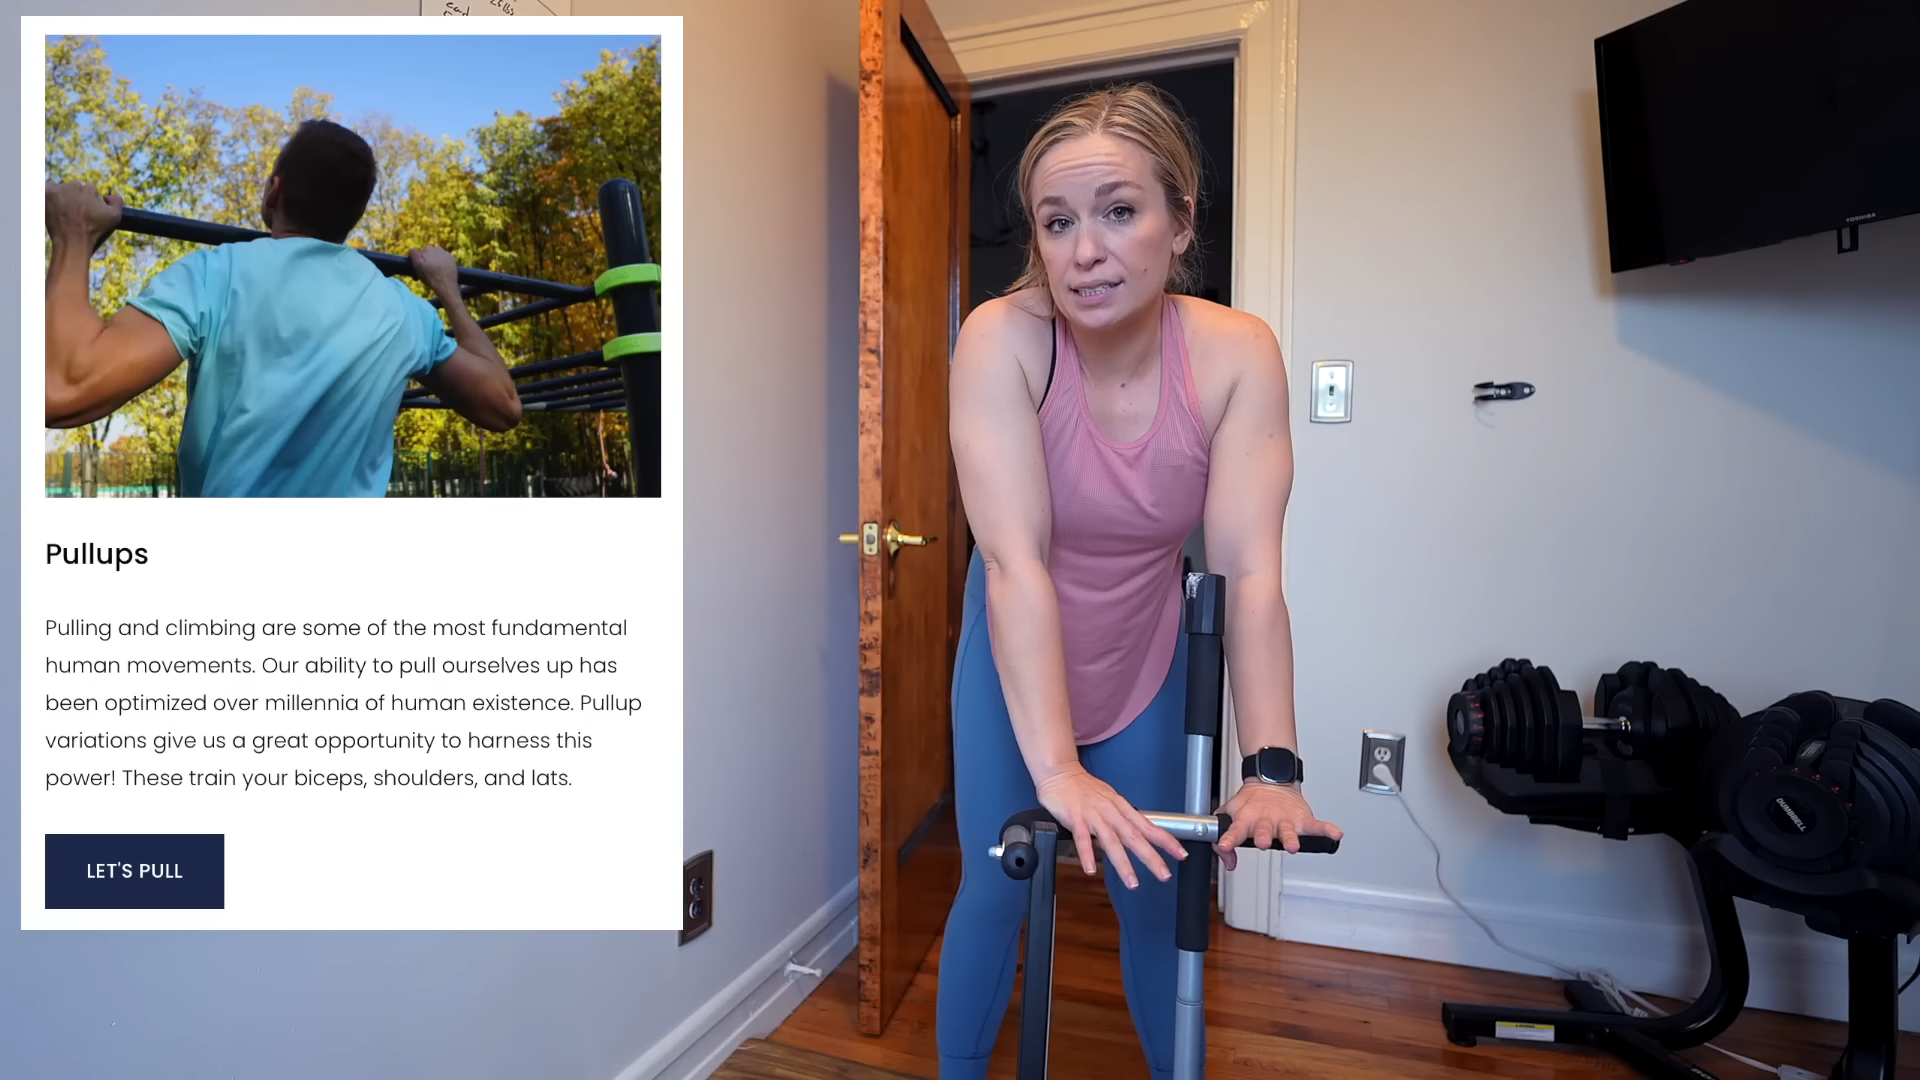 Pullups
Pulling and climbing are some of the most fundamental
human movements. Our ability to pull ourselves up has
been optimized over millennia of human existence. Pullup
variations give us a great opportunity to harness this
power! These train your biceps, shoulders, and lats.
LET'S PULL
TOSHIBA
DUMBBELL